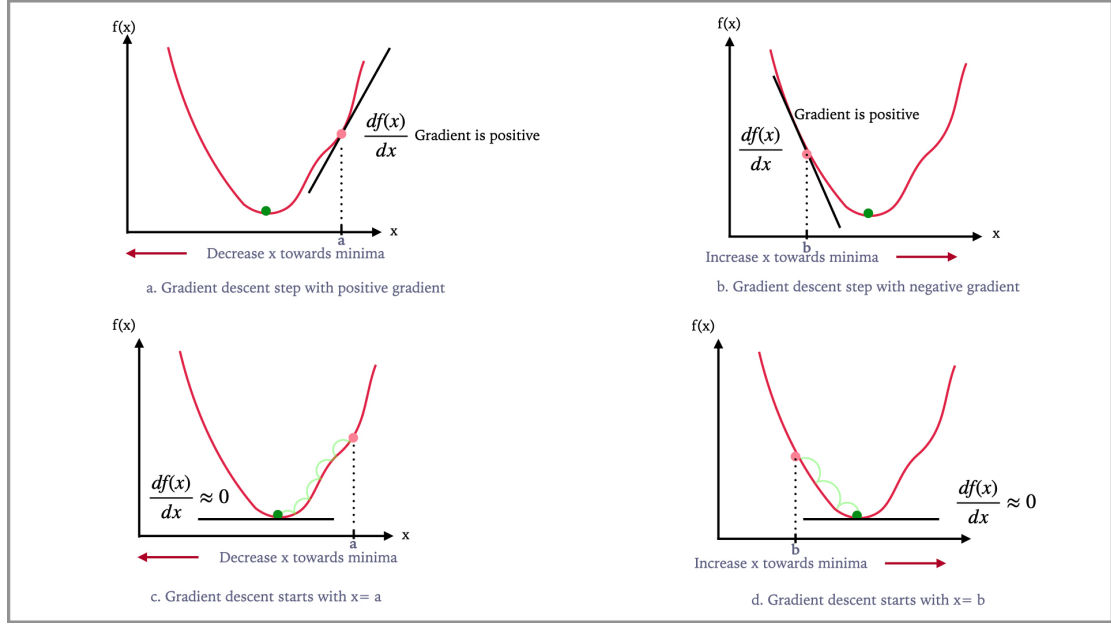 f(x)
df(x)
dx
Gradient is positive
x
a
Decrease x towards minima
a. Gradient descent step with positive gradient
f(x)
Gradient is positive
df(x)
dx
x
b
Increase x towards minima
b. Gradient descent step with negative gradient
f(x)
df(x)
dx
≈ 0
x
a
Decrease x towards minima
c. Gradient descent starts with x= a
f(x)
df(x)
dx
≈ 0
b
Increase x towards minima
d. Gradient descent starts with x= b